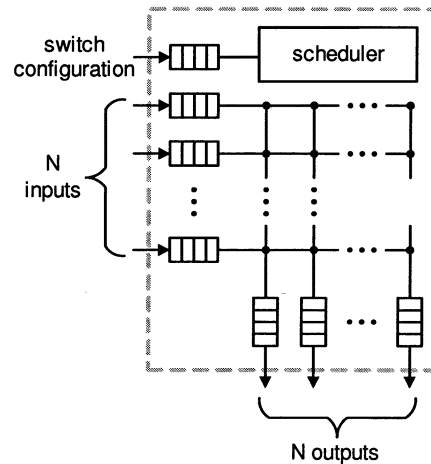 switch
configuration
scheduler
N
inputs
N outputs